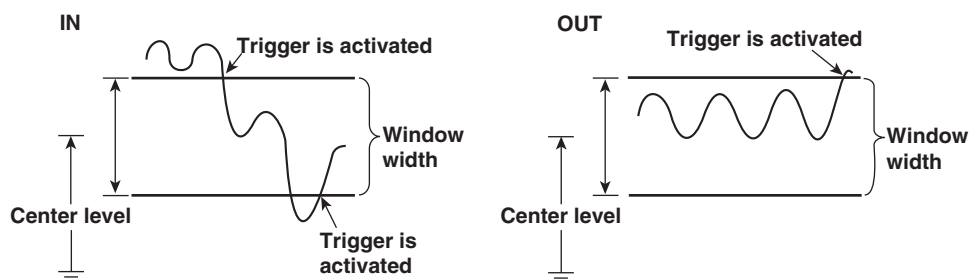 IN
Trigger is activated
Window
width
Center level
Trigger is
activated
OUT
Trigger is activated
Window
width
Center level